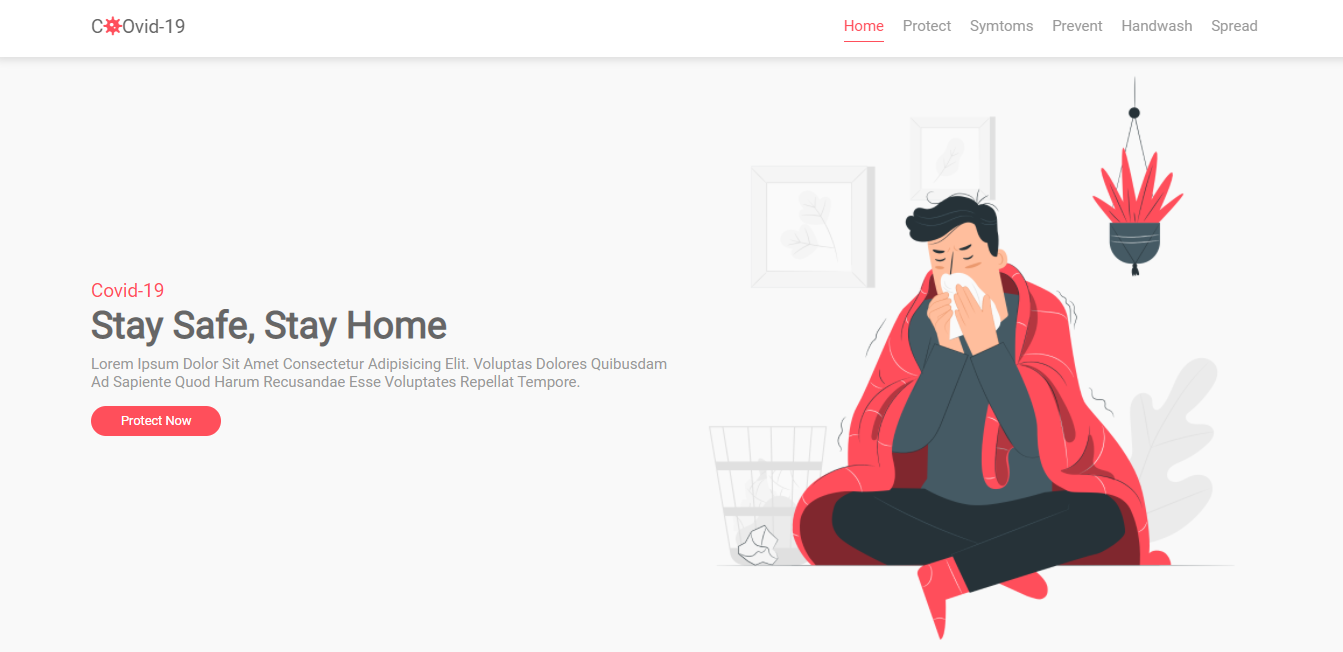 COvid-19
Home Protect Symtoms Prevent Handwash Spread
Covid-19
Stay Safe, Stay Home
Lorem Ipsum Dolor Sit Amet Consectetur Adipisicing Elit. Voluptas Dolores Quibusdam
Ad Sapiente Quod Harum Recusandae Esse Voluptates Repellat Tempore.
Protect Now